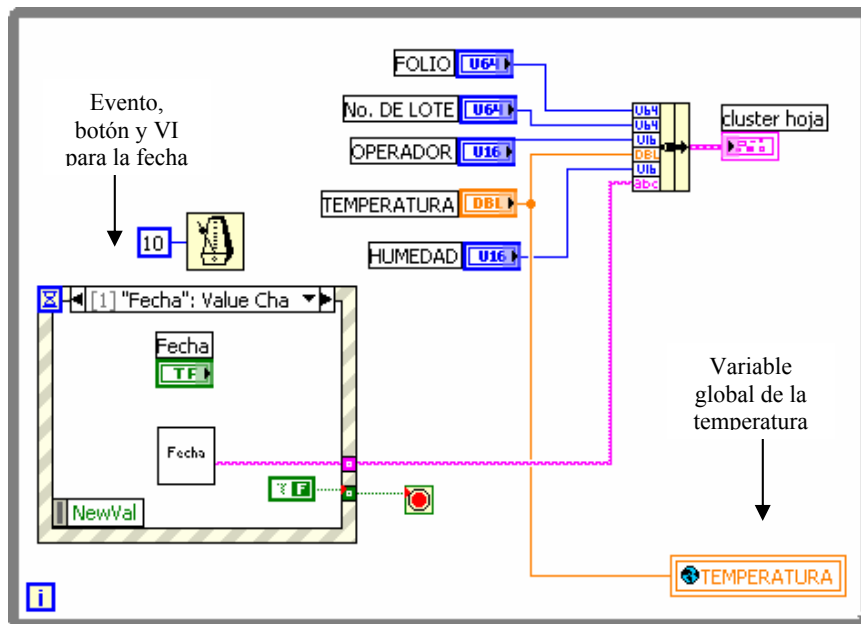 FOLIO U64
No. DE LOTE U64
OPERADOR U16
TEMPERATURA DBL
HUMEDAD U16
U64
U64
U16
DBL
U16
abc
cluster hoja
Evento,
botón y VI
para la fecha
10
[1] "Fecha": Value Cha
Fecha
TF
Fecha
F
NewVal
Variable
global de la
temperatura
TEMPERATURA
i